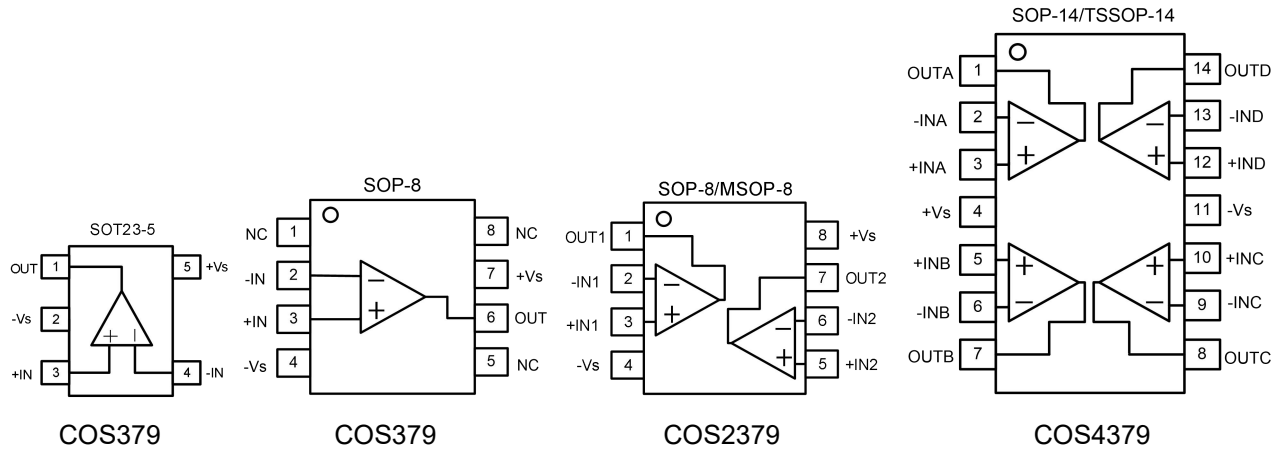 SOT23-5
OUT 1 5 +Vs
-Vs 2
+IN 3 4 -IN
+ −
COS379
SOP-8
NC 1 8 NC
-IN 2 − 7 +Vs
+IN 3 + 6 OUT
-Vs 4 5 NC
COS379
SOP-8/MSOP-8
OUT1 1 8 +Vs
-IN1 2 − 7 OUT2
+IN1 3 + − 6 -IN2
-Vs 4 + 5 +IN2
COS2379
SOP-14/TSSOP-14
OUTA 1 14 OUTD
-INA 2 − − 13 -IND
+INA 3 + + 12 +IND
+Vs 4 11 -Vs
+INB 5 + + 10 +INC
-INB 6 − − 9 -INC
OUTB 7 8 OUTC
COS4379